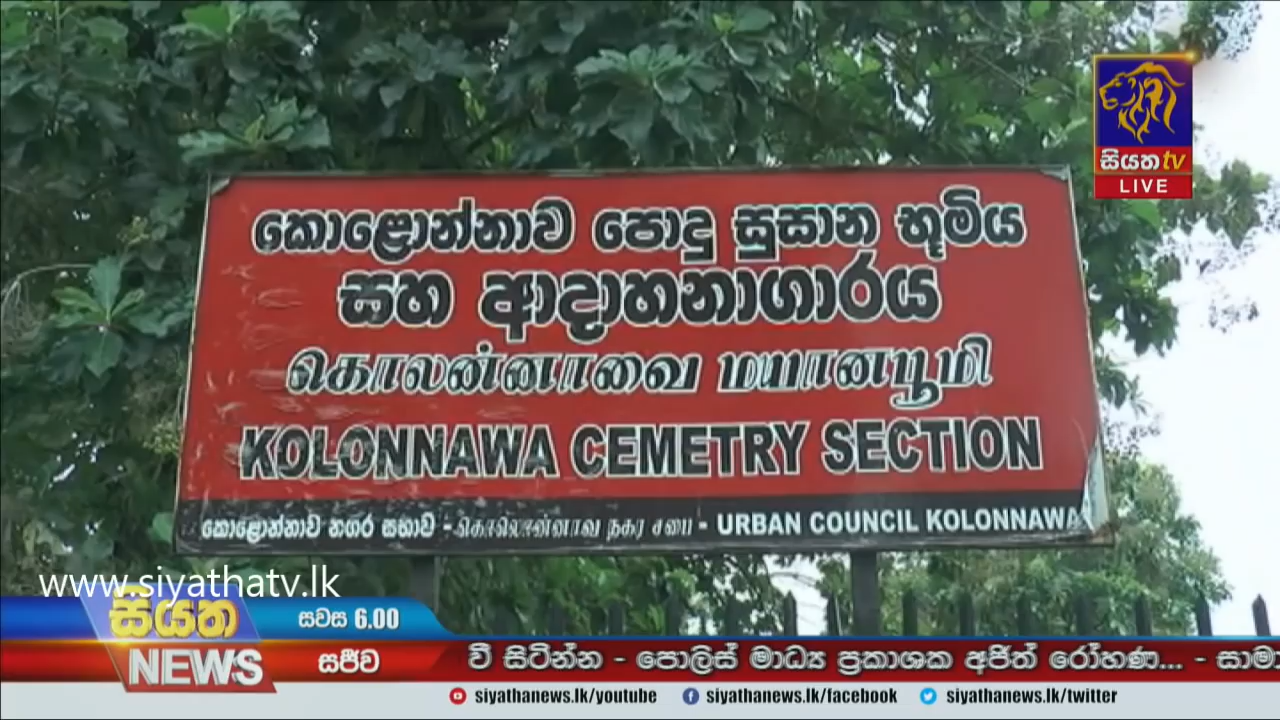 සියත tv
LIVE
කොළොන්නාව පොදු සුසාන භූමිය
සහ ආදාහනාගාරය
கொலன்னாவை மயானபூமி
KOLONNAWA CEMETRY SECTION
කොළොන්නාව නගර සභාව - கொலொன்னாவ நகர சபை - URBAN COUNCIL KOLONNAWA
www.siyathatv.lk
සියත
NEWS
සවස 6.00
සජීව
වී සිටින්න - පොලිස් මාධ්‍ය ප්‍රකාශක අජිත් රෝහණ... - සාමා
siyathanews.lk/youtube siyathanews.lk/facebook siyathanews.lk/twitter